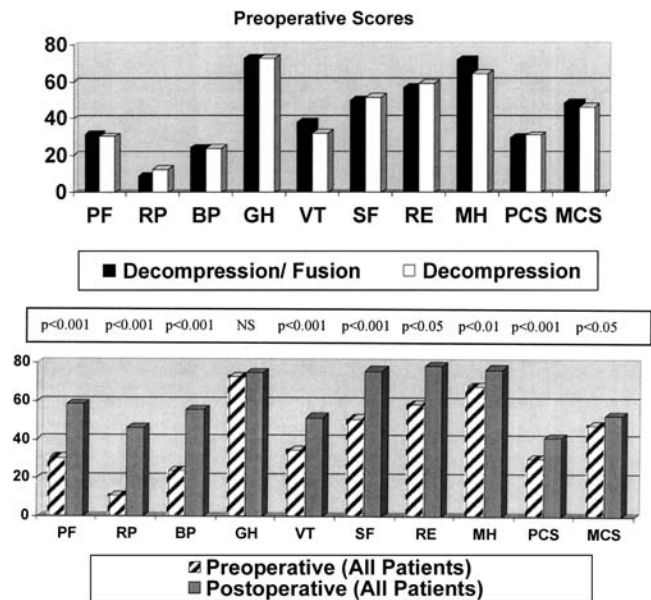 Preoperative Scores
80
60
40
20
0
PF RP BP GH VT SF RE MH PCS MCS
Decompression/ Fusion Decompression
p<0.001 p<0.001 p<0.001 NS p<0.001 p<0.001 p<0.05 p<0.01 p<0.001 p<0.05
80
60
40
20
0
PF RP BP GH VT SF RE MH PCS MCS
Preoperative (All Patients)
Postoperative (All Patients)